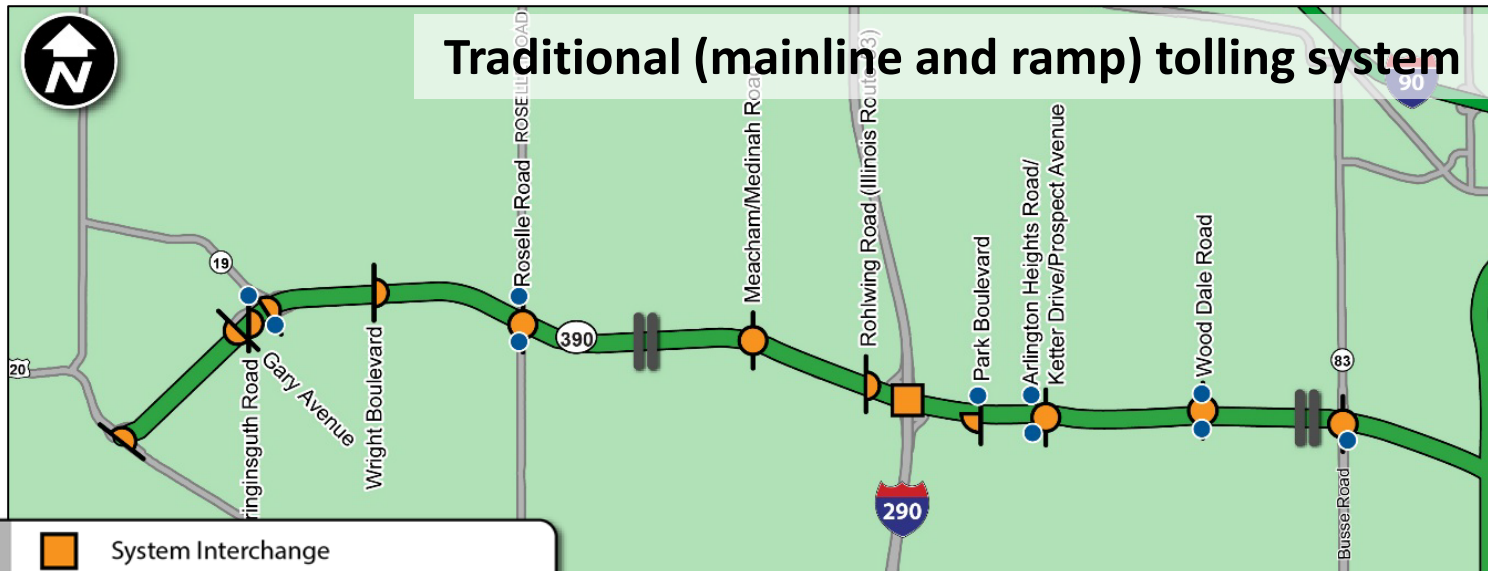 Traditional (mainline and ramp) tolling system
N
90
ROSELLE ROAD
Roselle Road
Meacham/Medinah Road
Rohlwing Road (Illinois Route 53)
Park Boulevard
Arlington Heights Road/
Ketter Drive/Prospect Avenue
Wood Dale Road
19
390
83
20
Gary Avenue
Wright Boulevard
290
Busse Road
System Interchange